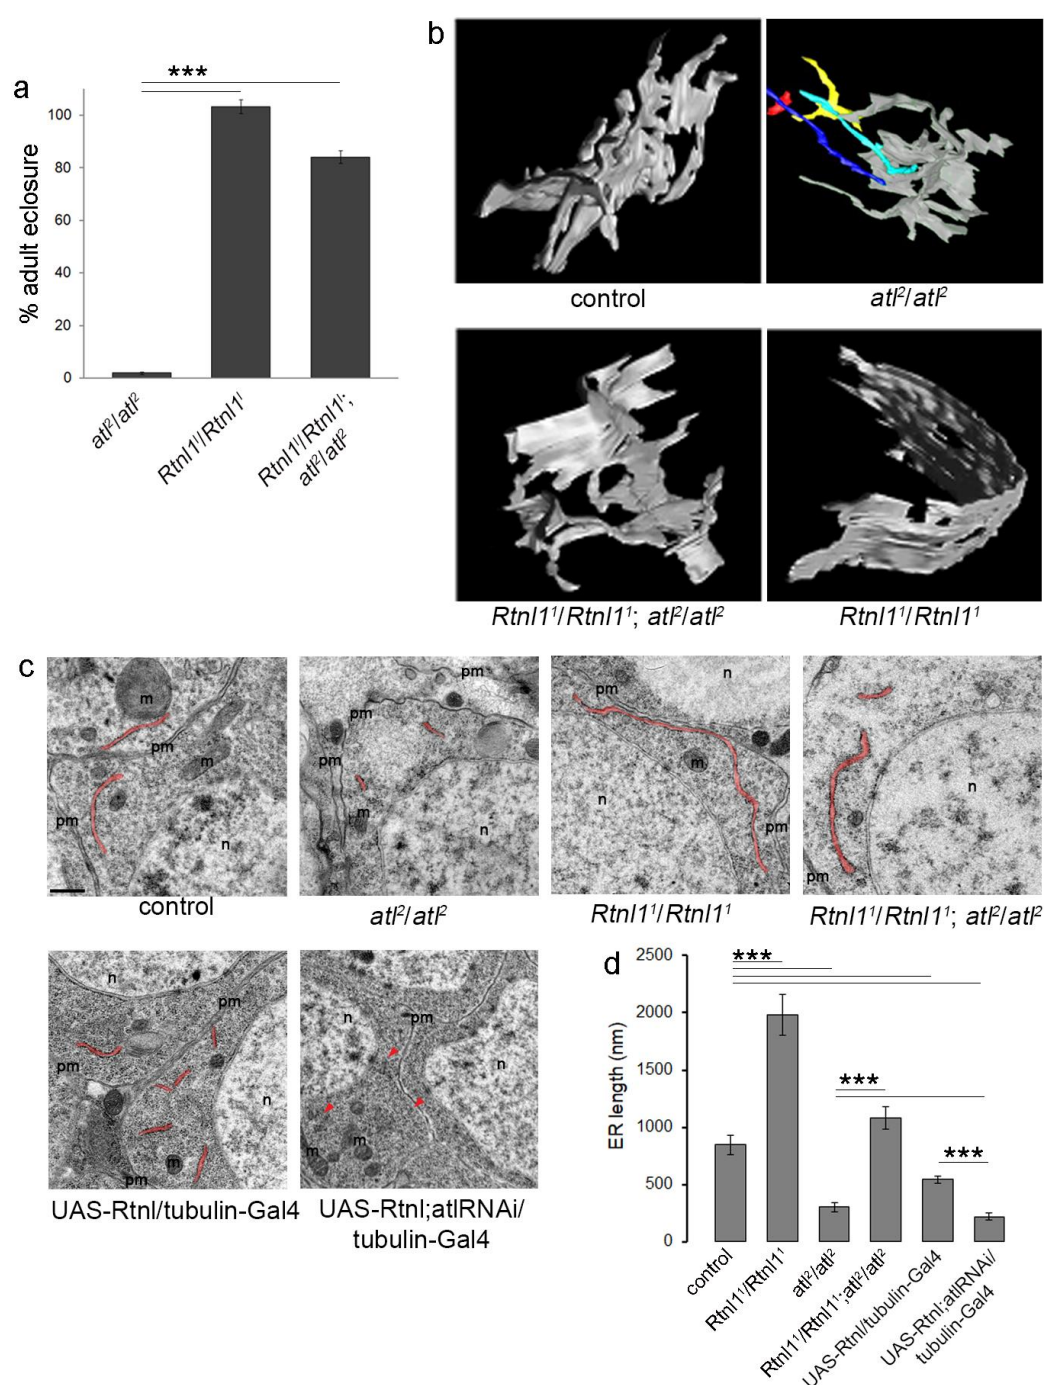 a
***
% adult eclosure
100
80
60
40
20
0
atl²/atl²
Rtnl1¹/Rtnl1¹
Rtnl1¹/Rtnl1¹;
atl²/atl²
b
control
atl²/atl²
Rtnl1¹/Rtnl1¹; atl²/atl²
Rtnl1¹/Rtnl1¹
c
m
pm
m
pm
n
control
pm
pm
pm
m
n
atl²/atl²
n
pm
m
n
pm
Rtnl1¹/Rtnl1¹
n
pm
Rtnl1¹/Rtnl1¹; atl²/atl²
n
pm
pm
n
m
pm
UAS-Rtnl/tubulin-Gal4
n
pm
n
m
m
UAS-Rtnl;atlRNAi/
tubulin-Gal4
d
ER length (nm)
2500
2000
1500
1000
500
0
***
***
***
control
Rtnl1¹/Rtnl1¹
atl²/atl²
Rtnl1¹/Rtnl1¹;atl²/atl²
UAS-Rtnl/tubulin-Gal4
UAS-Rtnl;atlRNAi/
tubulin-Gal4